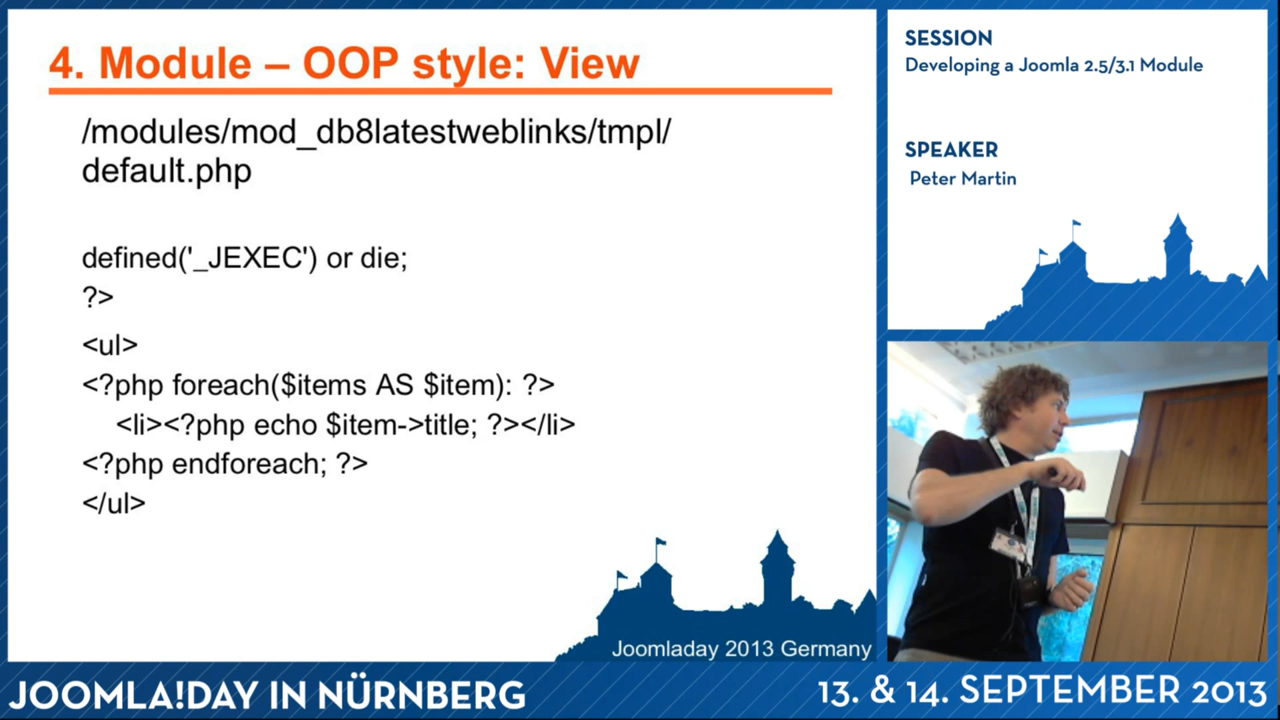 4. Module – OOP style: View
/modules/mod_db8latestweblinks/tmpl/
default.php
defined('_JEXEC') or die;
?>
<ul>
<?php foreach($items AS $item): ?>
<li><?php echo $item->title; ?></li>
<?php endforeach; ?>
</ul>
Joomladay 2013 Germany
SESSION
Developing a Joomla 2.5/3.1 Module
SPEAKER
Peter Martin
JOOMLA!DAY IN NÜRNBERG
13. & 14. SEPTEMBER 2013